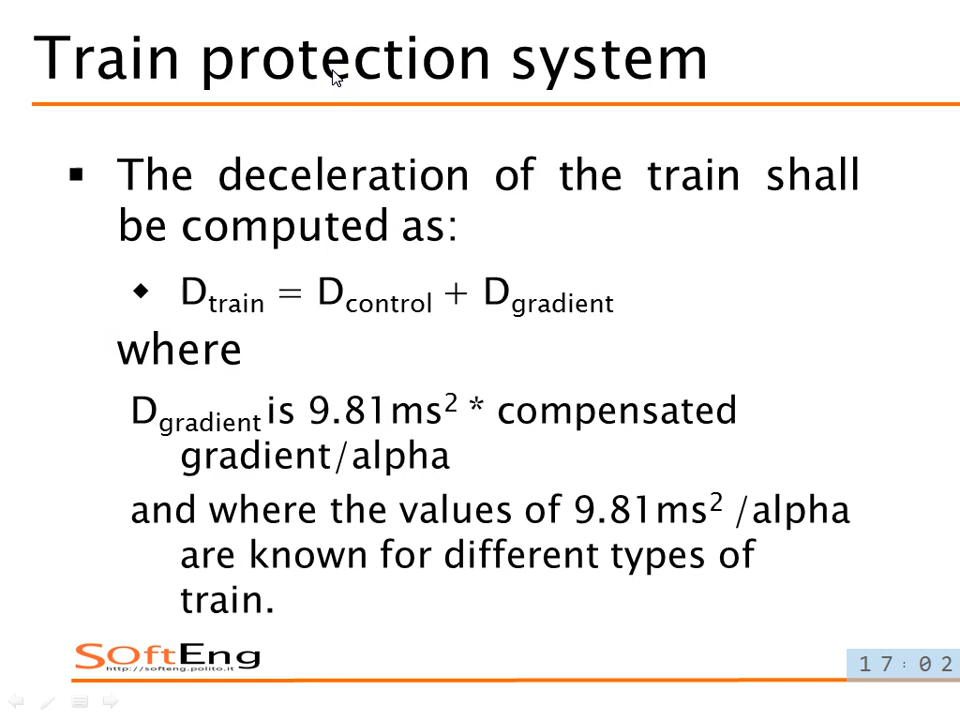 Train protection system
▪ The deceleration of the train shall
be computed as:
◆ Dtrain = Dcontrol + Dgradient
where
Dgradient is 9.81ms² * compensated
gradient/alpha
and where the values of 9.81ms² /alpha
are known for different types of
train.
SOftEng
http://softeng.polito.it
17:02